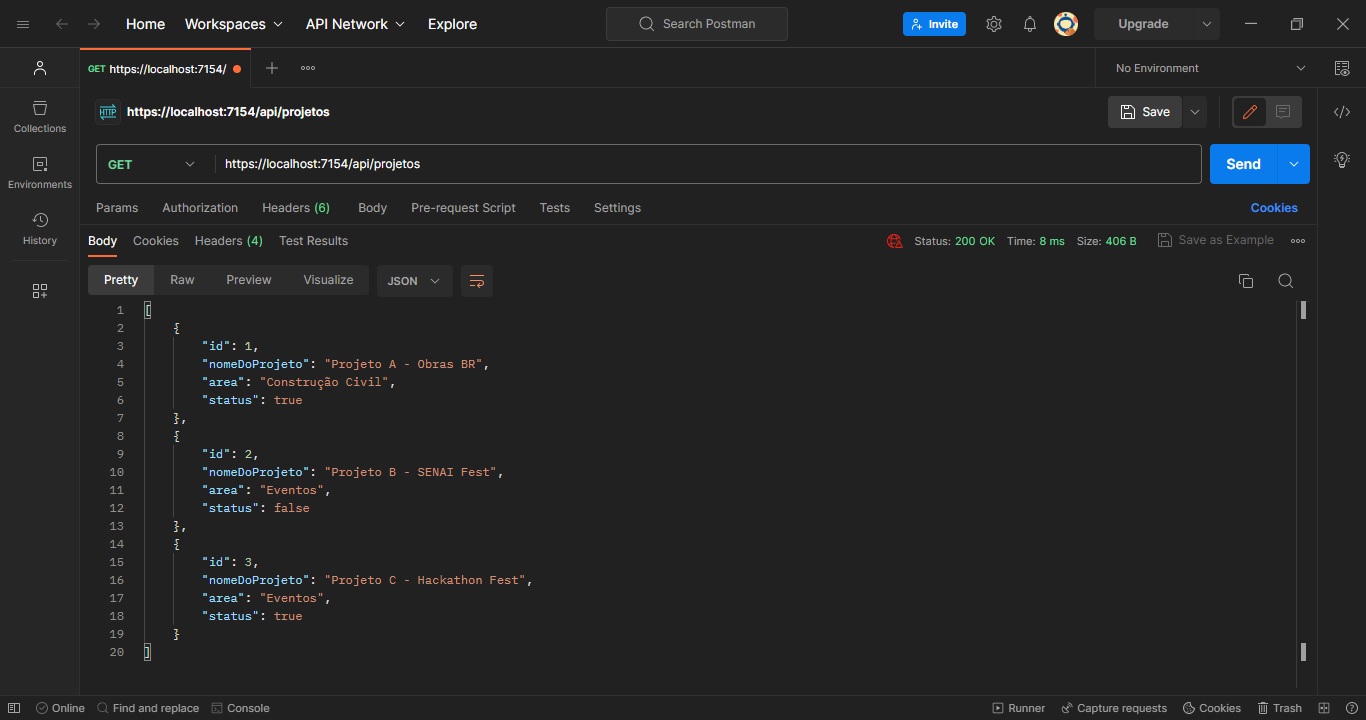 Home Workspaces API Network Explore Search Postman Invite Upgrade
GET https://localhost:7154/ No Environment
HTTP https://localhost:7154/api/projetos Save
Collections
GET https://localhost:7154/api/projetos Send
Environments
Params Authorization Headers (6) Body Pre-request Script Tests Settings Cookies
History
Body Cookies Headers (4) Test Results Status: 200 OK Time: 8 ms Size: 406 B Save as Example
Pretty Raw Preview Visualize JSON
1 [
2 {
3 "id": 1,
4 "nomeDoProjeto": "Projeto A - Obras BR",
5 "area": "Construção Civil",
6 "status": true
7 },
8 {
9 "id": 2,
10 "nomeDoProjeto": "Projeto B - SENAI Fest",
11 "area": "Eventos",
12 "status": false
13 },
14 {
15 "id": 3,
16 "nomeDoProjeto": "Projeto C - Hackathon Fest",
17 "area": "Eventos",
18 "status": true
19 }
20 ]
Online Find and replace Console Runner Capture requests Cookies Trash